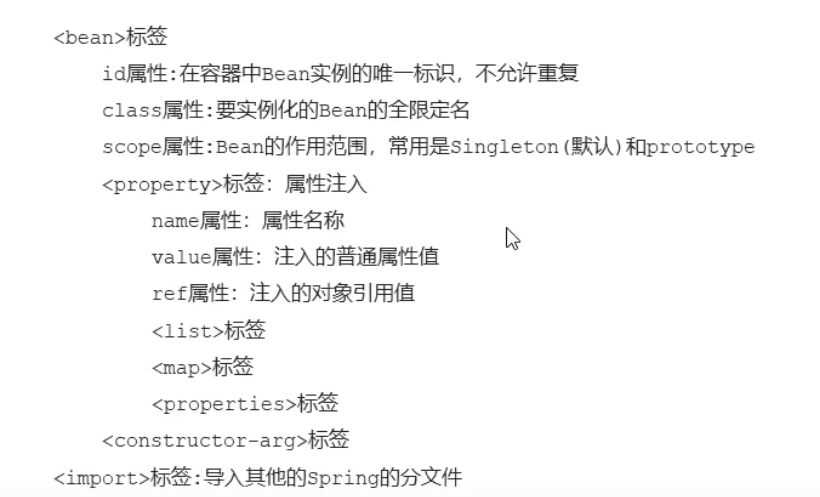 <bean>标签
id属性:在容器中Bean实例的唯一标识，不允许重复
class属性:要实例化的Bean的全限定名
scope属性:Bean的作用范围，常用是Singleton(默认)和prototype
<property>标签：属性注入
name属性：属性名称
value属性：注入的普通属性值
ref属性：注入的对象引用值
<list>标签
<map>标签
<properties>标签
<constructor-arg>标签
<import>标签:导入其他的Spring的分文件